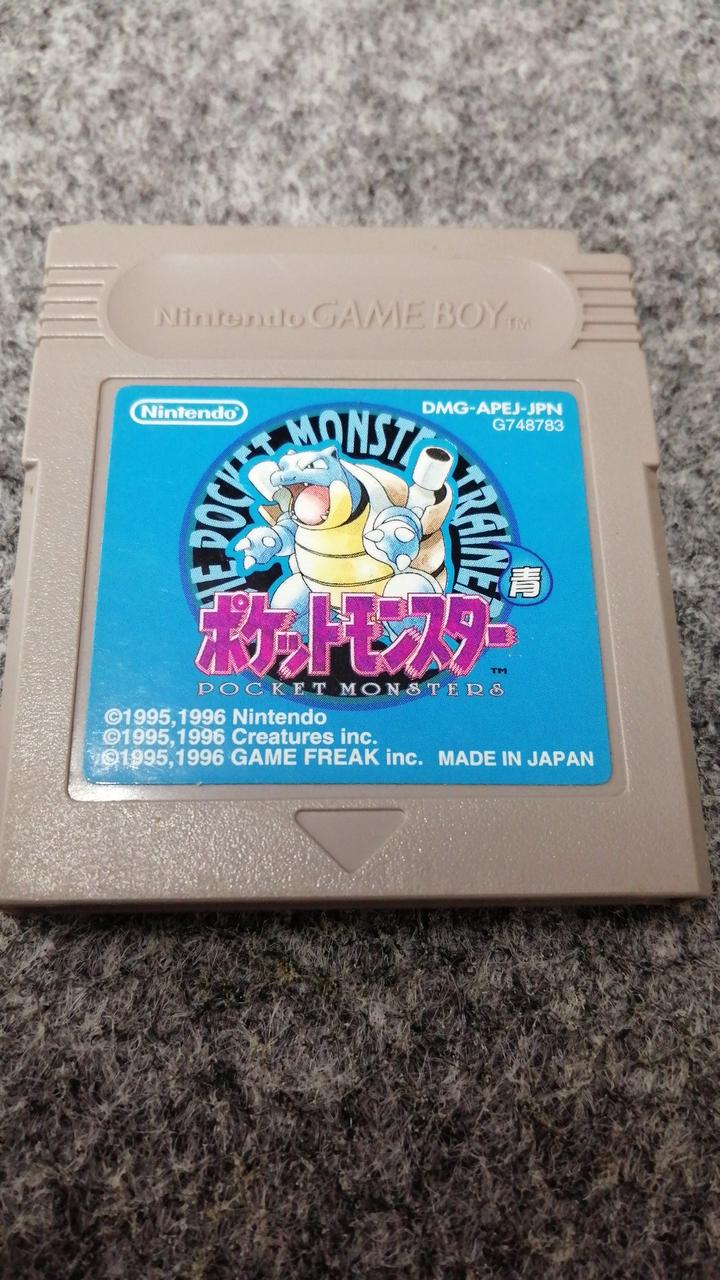 Nintendo GAME BOY™
Nintendo
DMG-APEJ-JPN
G748783
POCKET MONSTER TRAINER
青
ポケットモンスター
™
POCKET MONSTERS
©1995,1996 Nintendo
©1995,1996 Creatures inc.
©1995,1996 GAME FREAK inc. MADE IN JAPAN